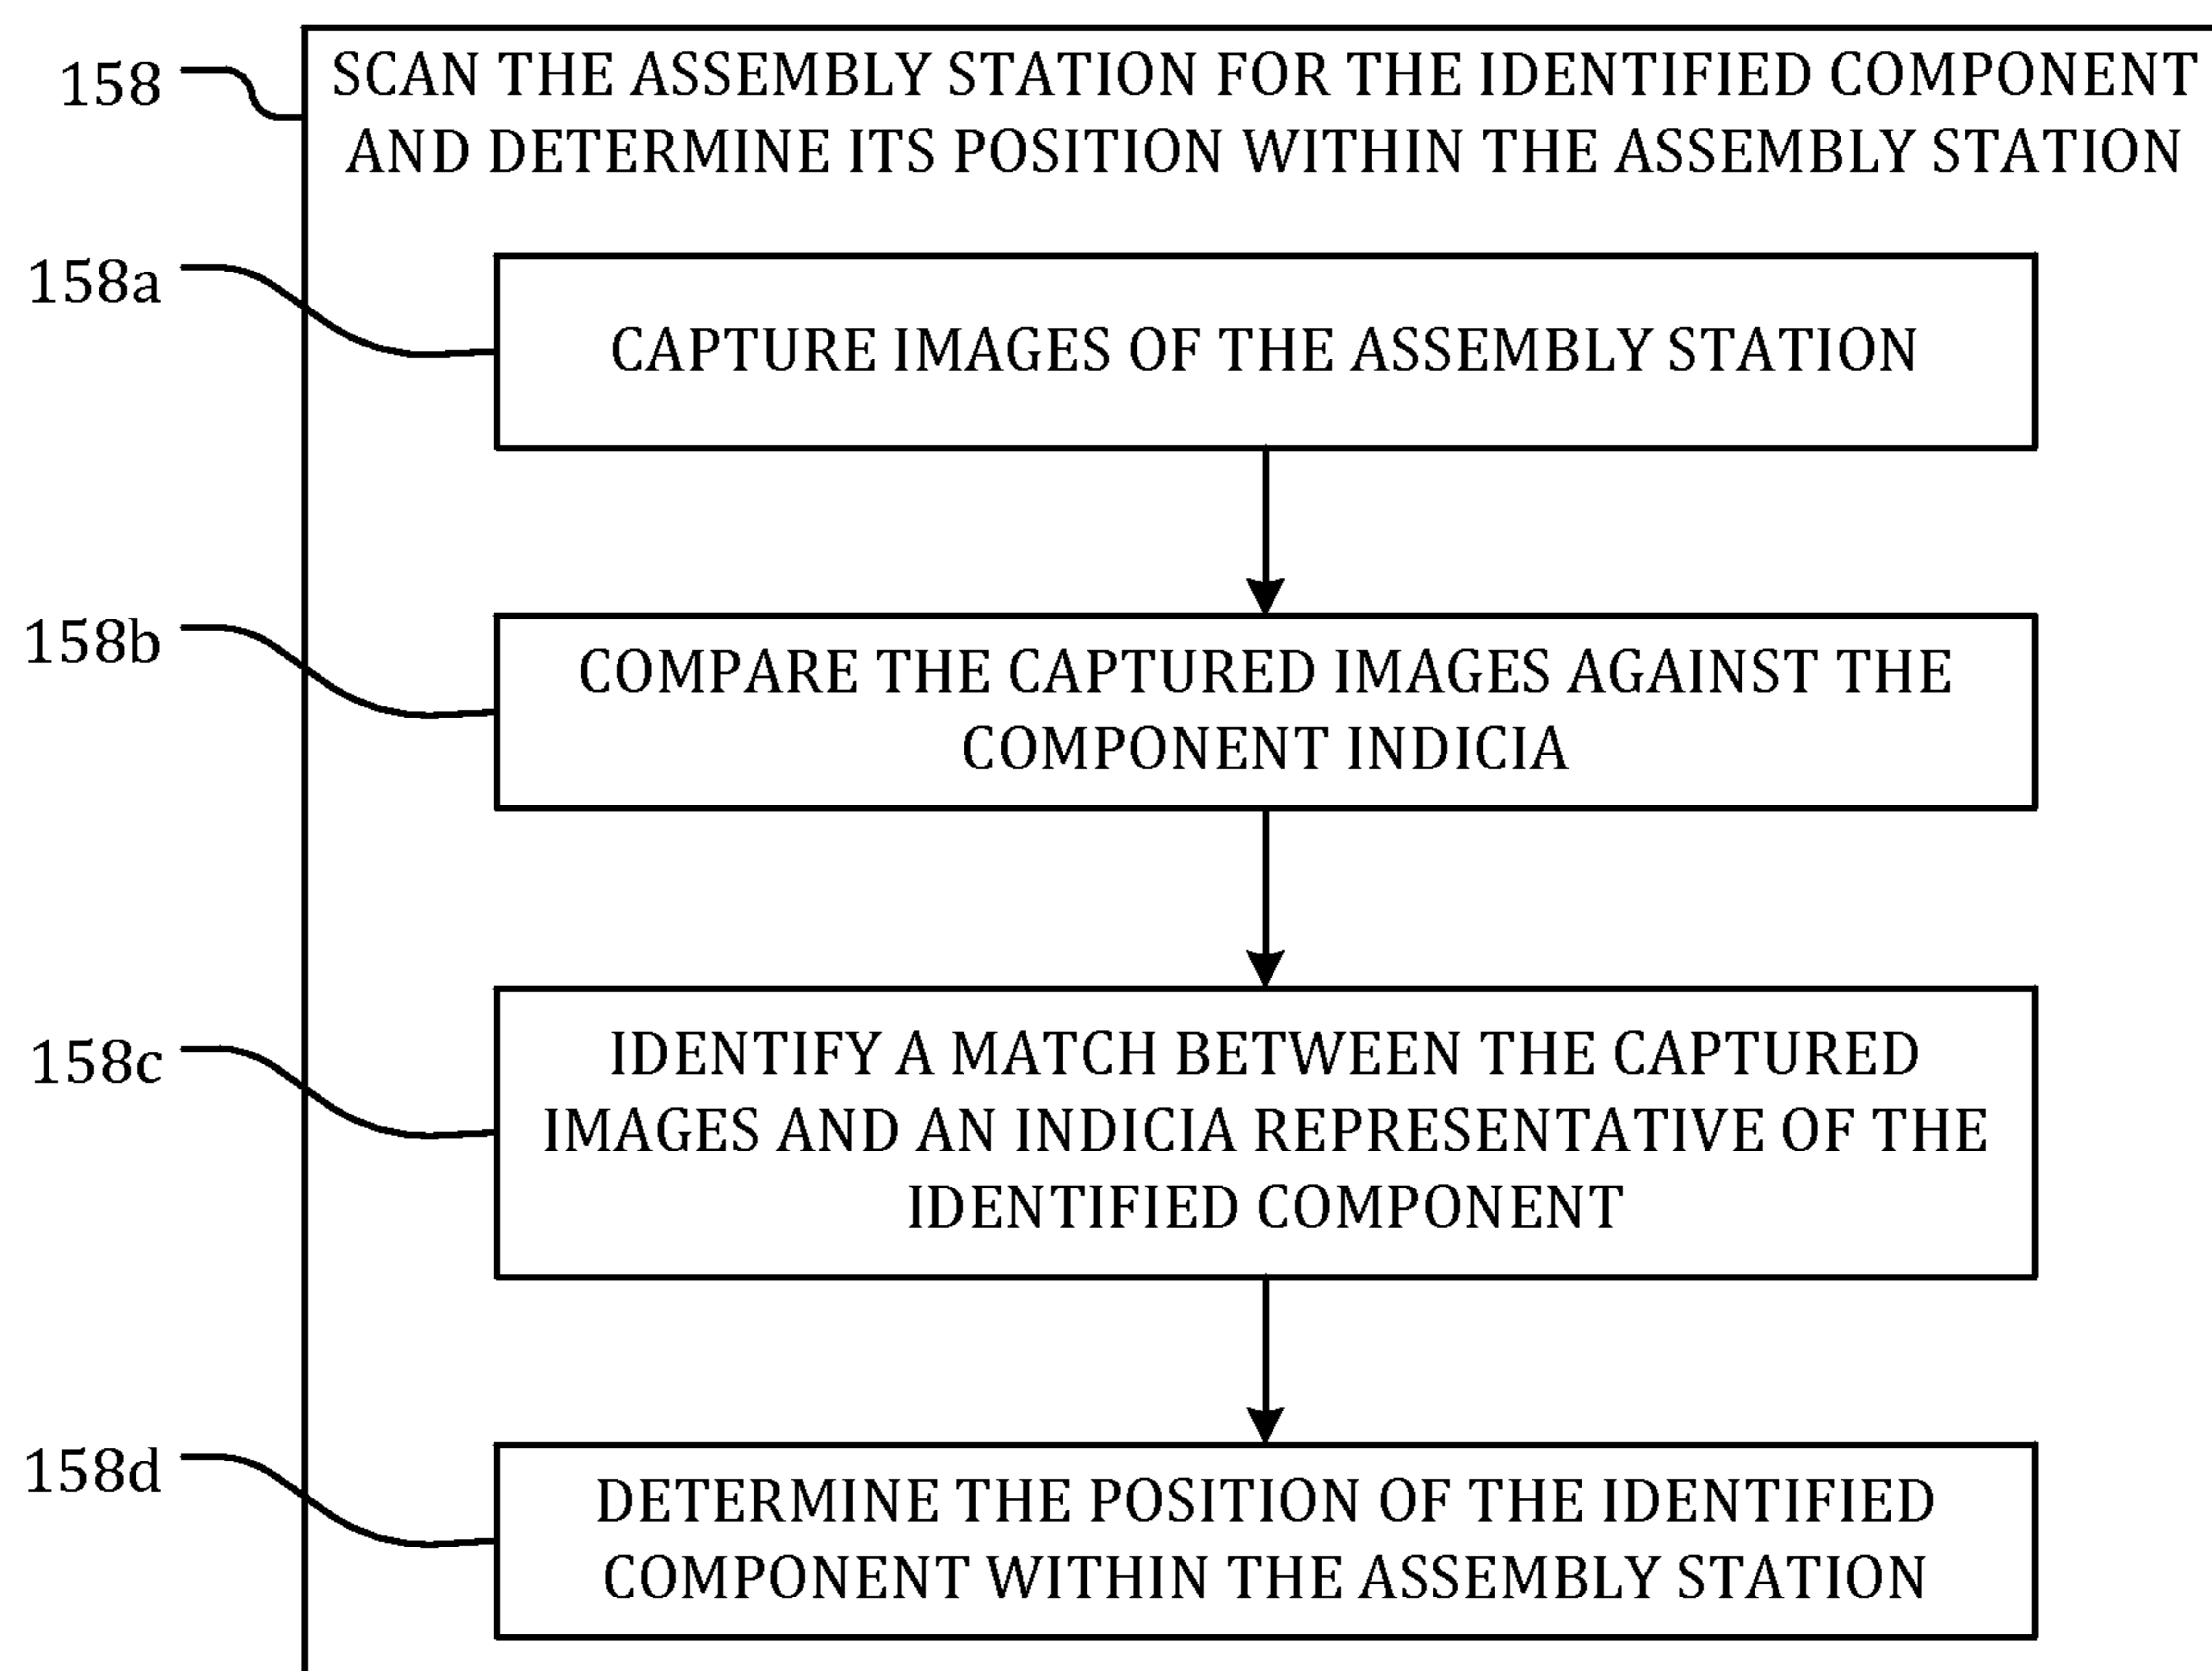 158
SCAN THE ASSEMBLY STATION FOR THE IDENTIFIED COMPONENT
AND DETERMINE ITS POSITION WITHIN THE ASSEMBLY STATION
158a
CAPTURE IMAGES OF THE ASSEMBLY STATION
158b
COMPARE THE CAPTURED IMAGES AGAINST THE
COMPONENT INDICIA
158c
IDENTIFY A MATCH BETWEEN THE CAPTURED
IMAGES AND AN INDICIA REPRESENTATIVE OF THE
IDENTIFIED COMPONENT
158d
DETERMINE THE POSITION OF THE IDENTIFIED
COMPONENT WITHIN THE ASSEMBLY STATION